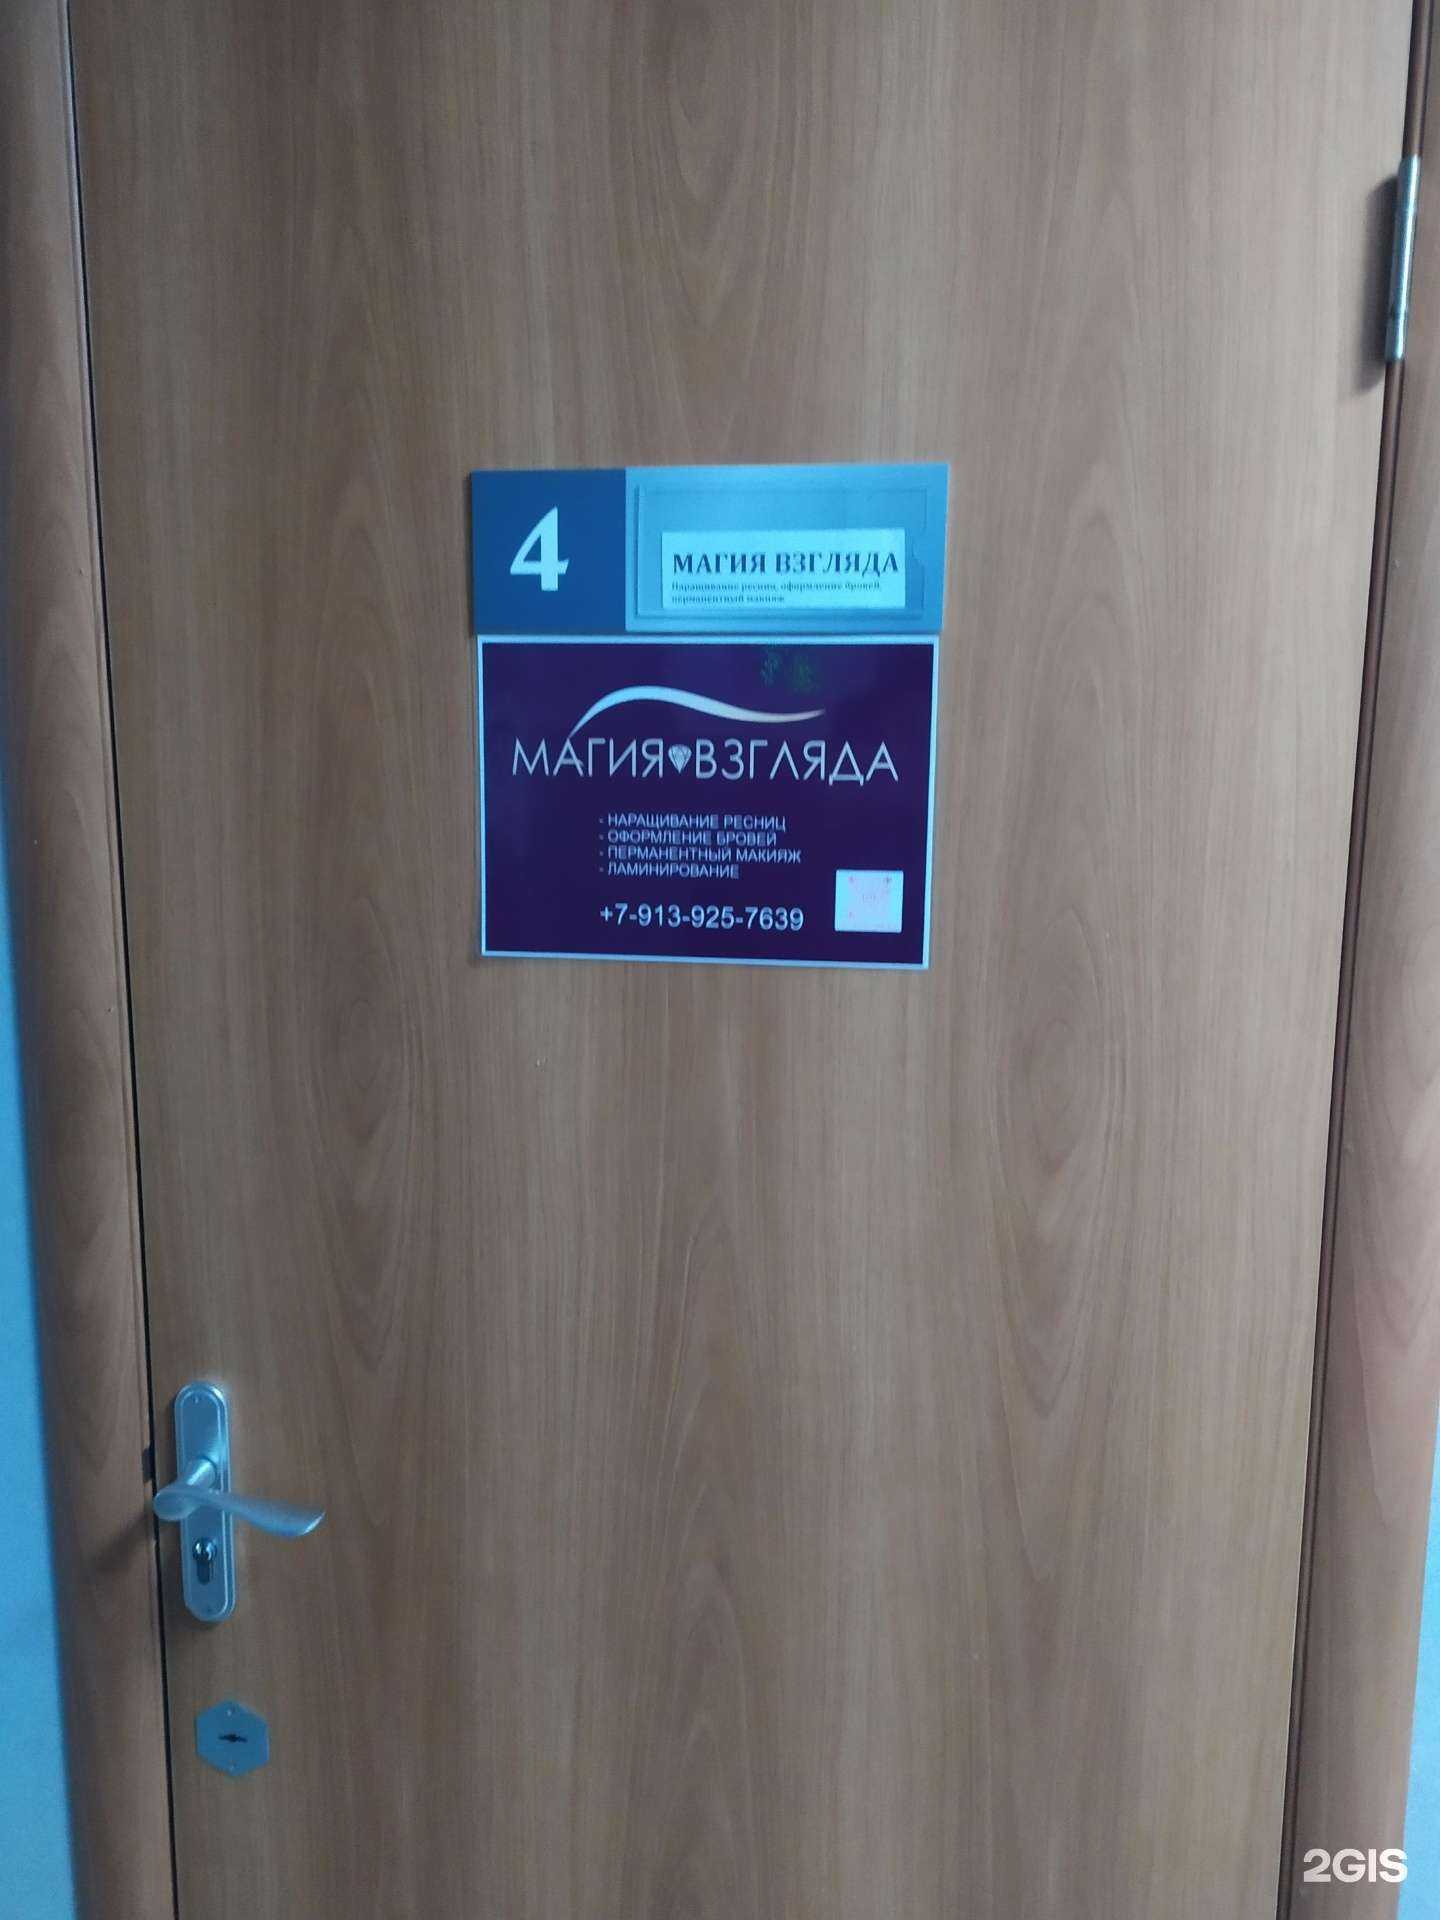 4
МАГИЯ ВЗГЛЯДА
Наращивание ресниц, оформление бровей,
перманентный макияж
МАГИЯ ВЗГЛЯДА
- НАРАЩИВАНИЕ РЕСНИЦ
- ОФОРМЛЕНИЕ БРОВЕЙ
- ПЕРМАНЕНТНЫЙ МАКИЯЖ
- ЛАМИНИРОВАНИЕ
+7-913-925-7639
2GIS